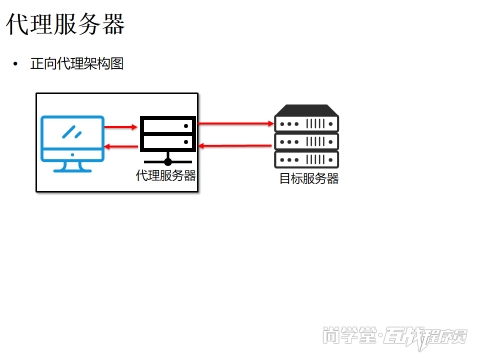 代理服务器
• 正向代理架构图
代理服务器
目标服务器
尚学堂·百战程序员